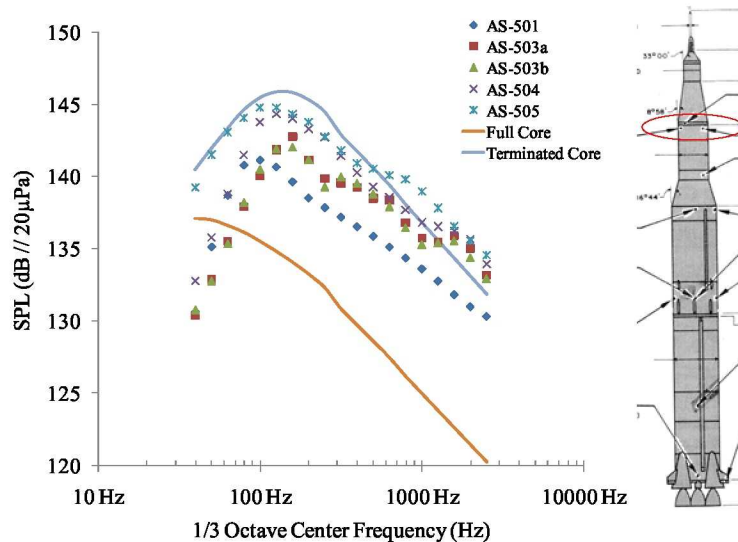 150
145
140
135
130
125
120
SPL (dB // 20µPa)
10 Hz
100 Hz
1000 Hz
10000 Hz
1/3 Octave Center Frequency (Hz)
AS-501
AS-503a
AS-503b
AS-504
AS-505
Full Core
Terminated Core
33°00'
8°58'
16°44'